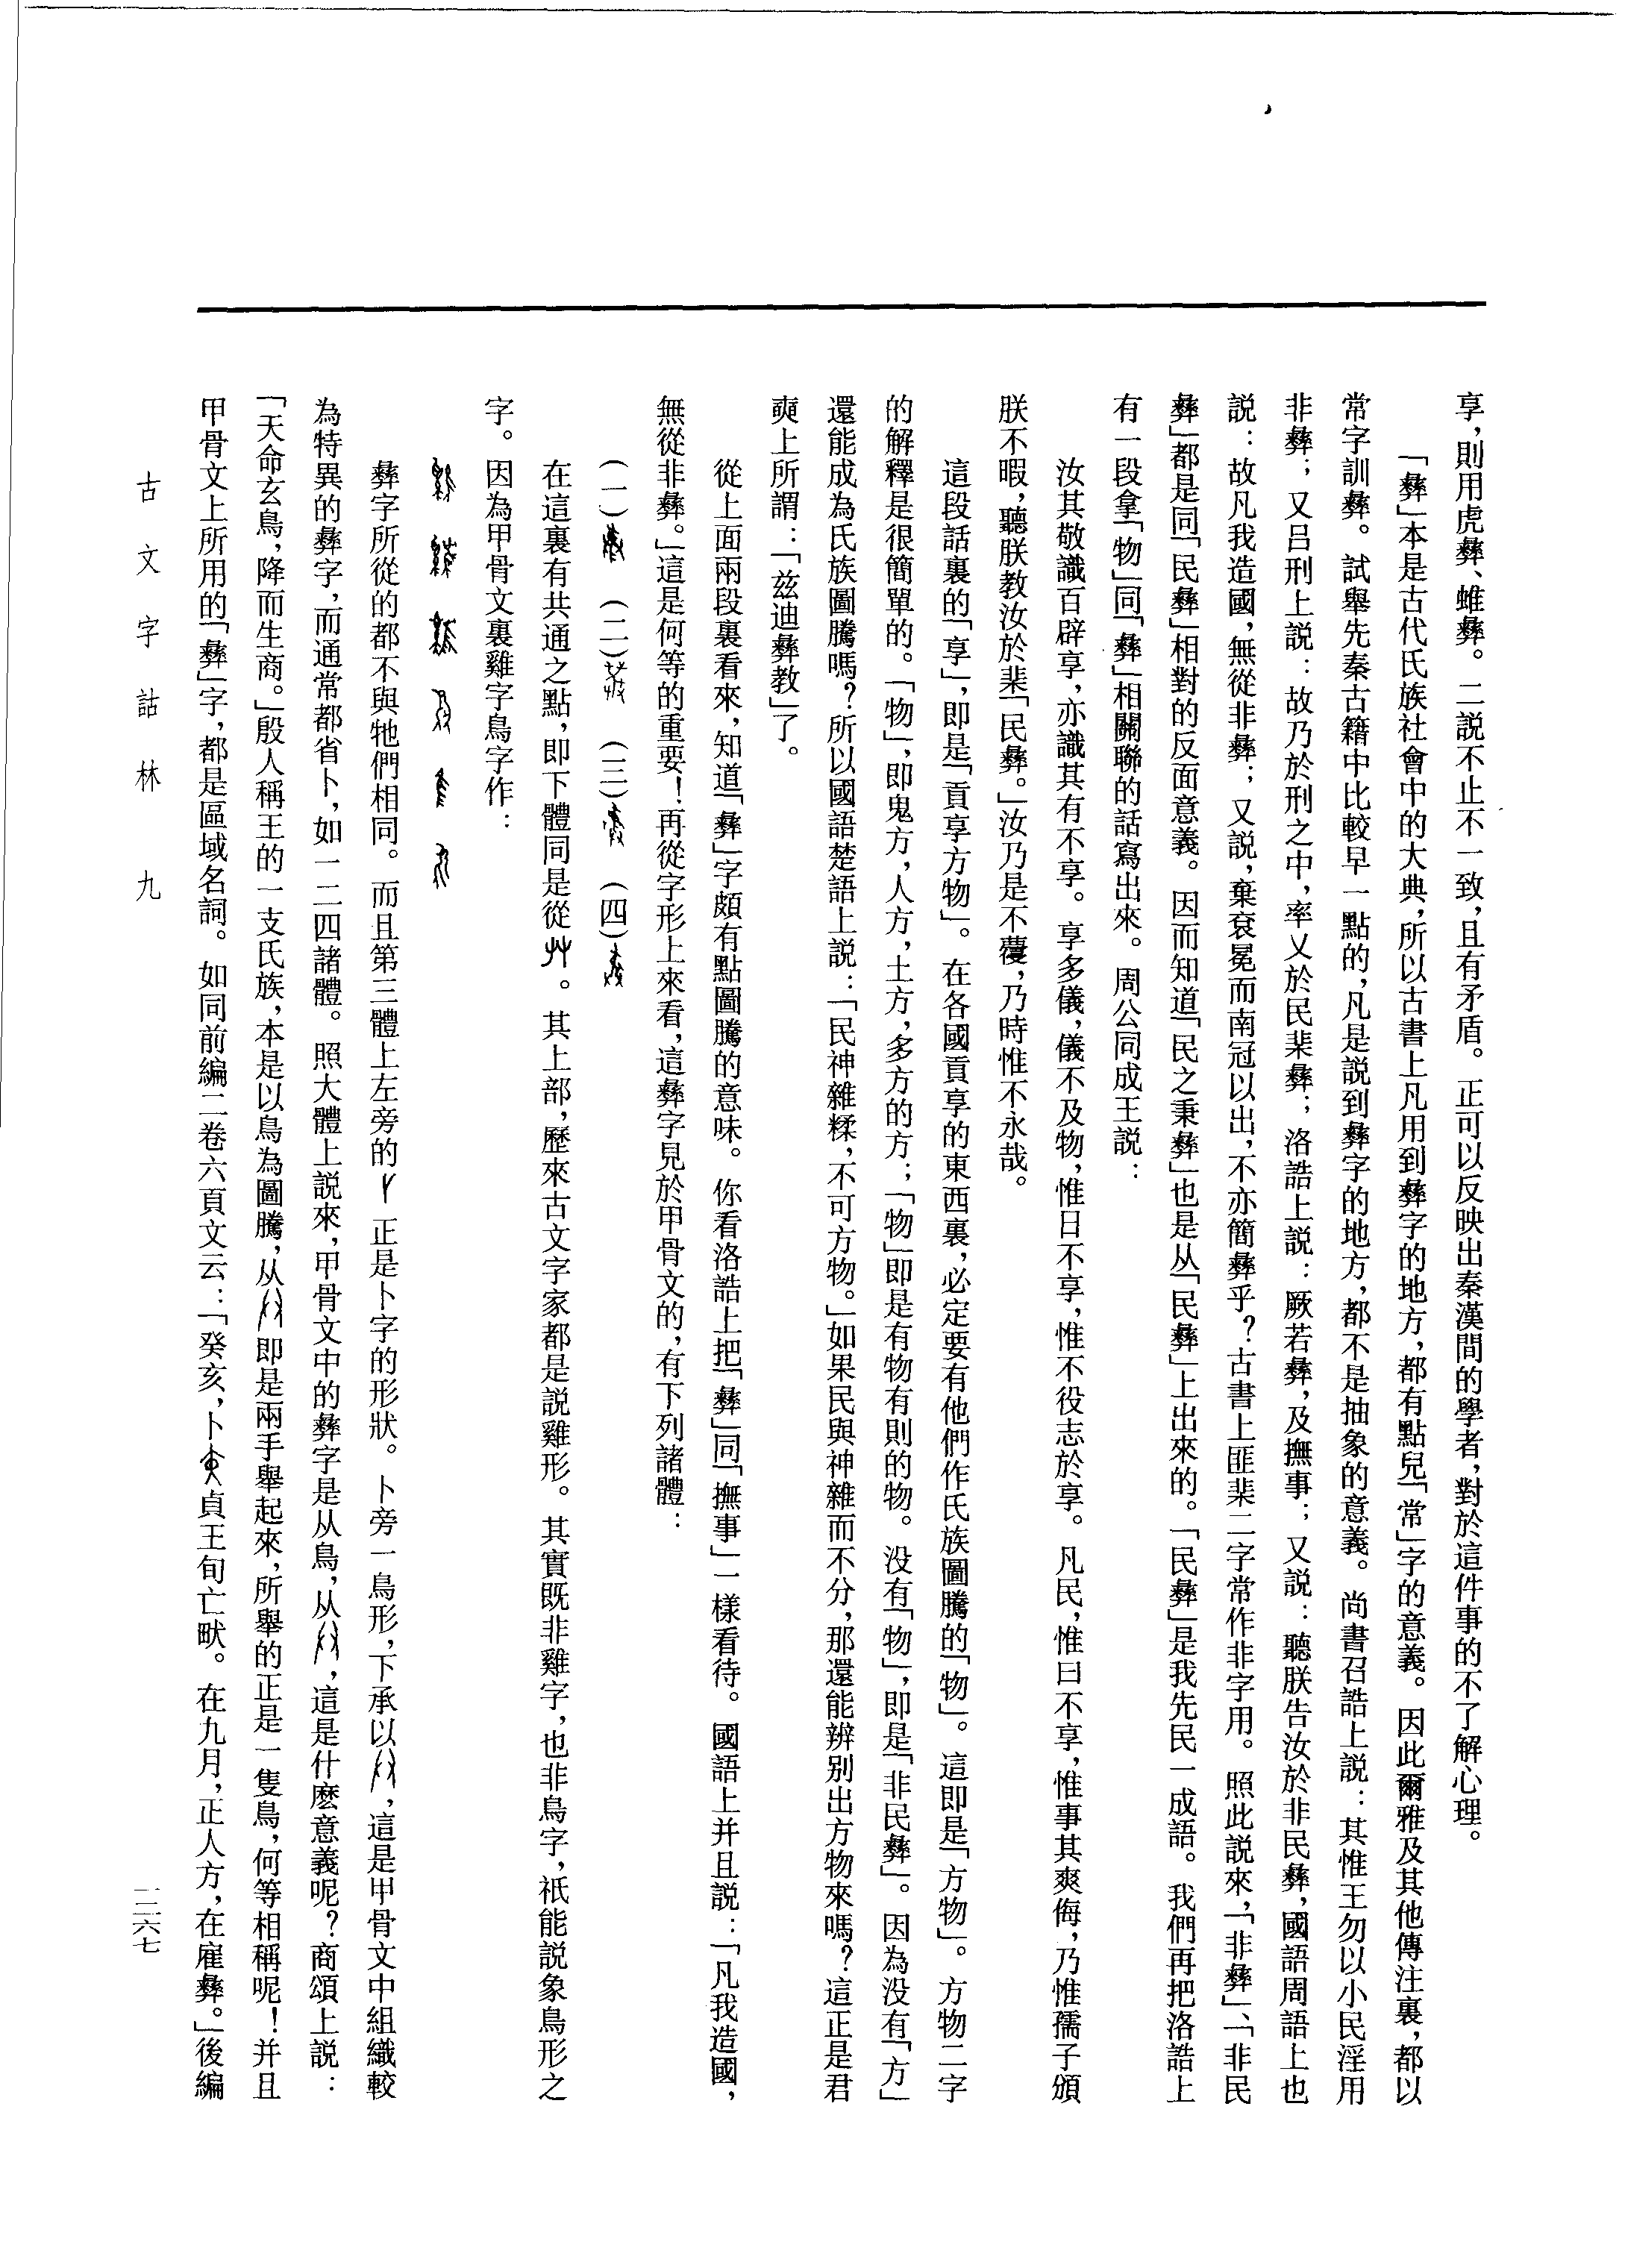 享，則用虎彝、蜼彝。二説不止不一致，且有矛盾。正可以反映出秦漢間的學者，對於這件事的不了解心理。
「彝」本是古代氏族社會中的大典，所以古書上凡用到彝字的地方，都有點兒「常」字的意義。因此爾雅及其他傳注裏，都以
常字訓彝。試舉先秦古籍中比較早一點的，凡是説到彝字的地方，都不是抽象的意義。尚書召誥上説：其惟王勿以小民淫用
非彝；又吕刑上説：故乃於刑之中，率乂於民棐彝；洛誥上説：厥若彝，及撫事；又説：聽朕告汝於非民彝，國語周語上也
説：故凡我造國，無從非彝；又説，棄衮冕而南冠以出，不亦簡彝乎？古書上匪棐二字常作非字用。照此説來，「非彝」、「非民
彝」都是同「民彝」相對的反面意義。因而知道「民之秉彝」也是从「民彝」上出來的。「民彝」是我先民一成語。我們再把洛誥上
有一段拿「物」同「彝」相關聯的話寫出來。周公同成王説：
汝其敬識百辟享，亦識其有不享。享多儀，儀不及物，惟日不享，惟不役志於享。凡民，惟曰不享，惟事其爽侮，乃惟孺子頒
朕不暇，聽朕教汝於棐「民彝。」汝乃是不蘉，乃時惟不永哉。
這段話裏的「享」，即是「貢享方物」。在各國貢享的東西裏，必定要有他們作氏族圖騰的「物」。這即是「方物」。方物二字
的解釋是很簡單的。「物」，即鬼方，人方，土方，多方的方；「物」即是有物有則的物。没有「物」，即是「非民彝」。因為没有「方」
還能成為氏族圖騰嗎？所以國語楚語上説：「民神雜糅，不可方物。」如果民與神雜而不分，那還能辨别出方物來嗎？這正是君
奭上所謂：「兹迪彝教」了。
從上面兩段裏看來，知道「彝」字頗有點圖騰的意味。你看洛誥上把「彝」同「撫事」一樣看待。國語上并且説：「凡我造國，
無從非彝。」這是何等的重要！再從字形上來看，這彝字見於甲骨文的，有下列諸體：
（一） （二） （三） （四）
在這裏有共通之點，即下體同是從。其上部，歷來古文字家都是説雞形。其實既非雞字，也非鳥字，祇能説象鳥形之
字。因為甲骨文裏雞字鳥字作：
彝字所從的都不與牠們相同。而且第三體上左旁的正是卜字的形狀。卜旁一鳥形，下承以，這是甲骨文中組織較
為特異的彝字，而通常都省卜，如一二四諸體。照大體上説來，甲骨文中的彝字是从鳥，从，這是什麽意義呢？商頌上説：
「天命玄鳥，降而生商。」殷人稱王的一支氏族，本是以鳥為圖騰，从即是兩手舉起來，所舉的正是一隻鳥，何等相稱呢！并且
甲骨文上所用的「彝」字，都是區域名詞。如同前編二卷六頁文云：「癸亥，卜貞王旬亡畎。在九月，正人方，在雇彝。」後編
古文字詁林 九
一二六七